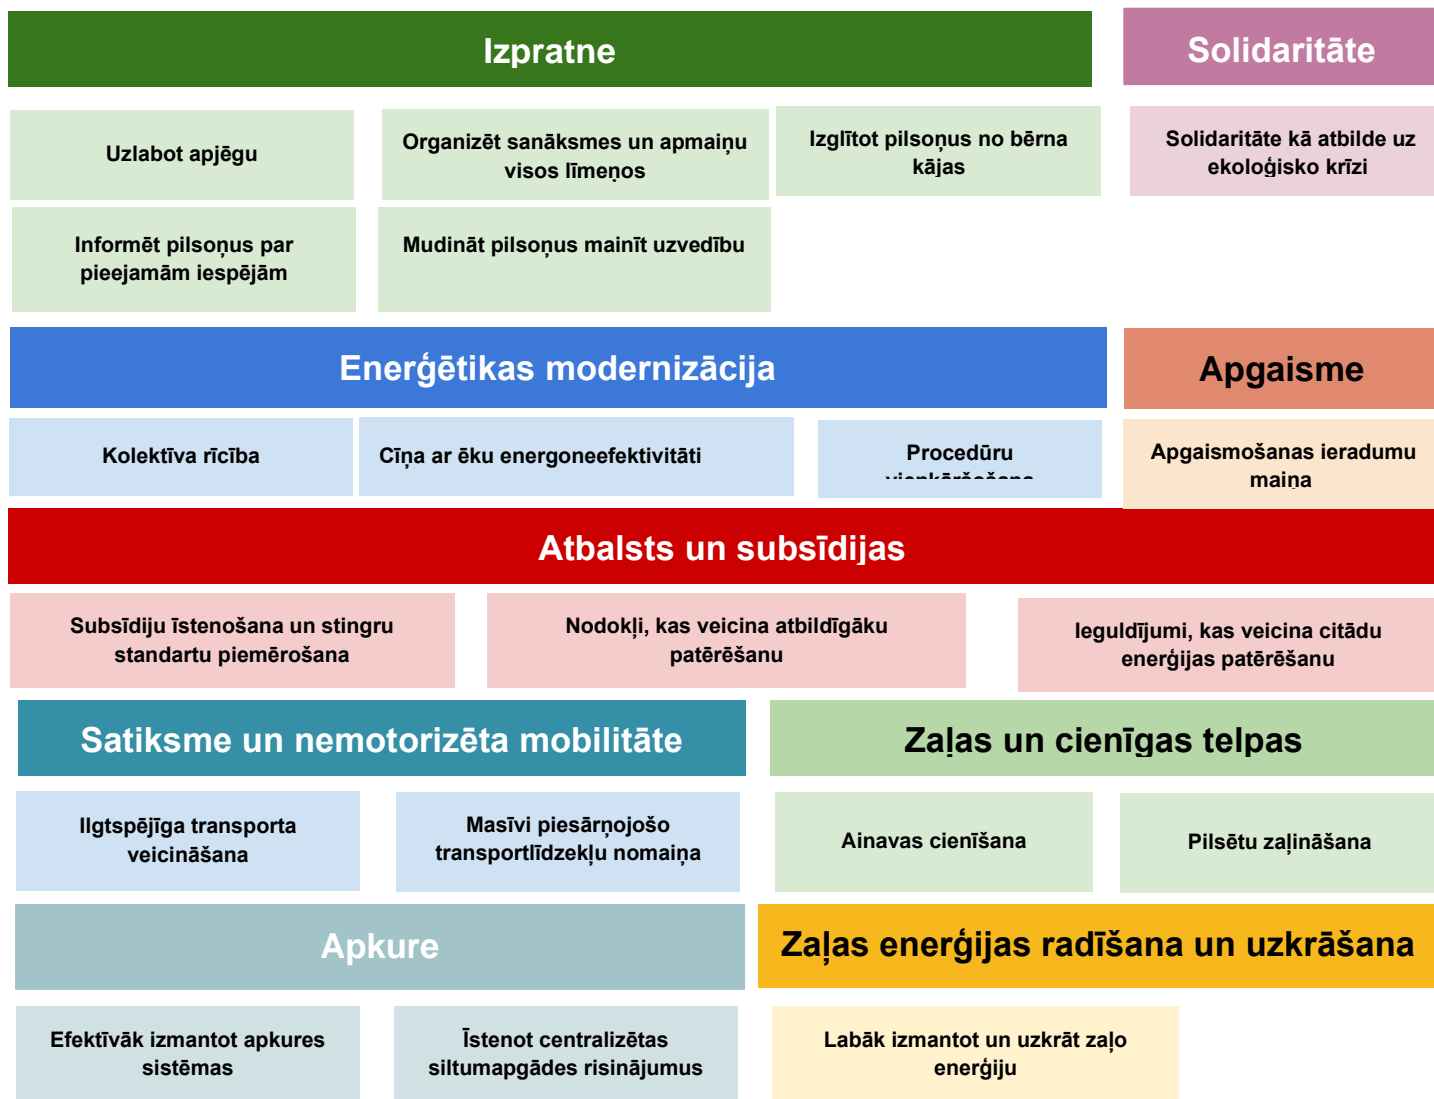 Izpratne
Solidaritāte
Uzlabot apjēgu
Organizēt sanāksmes un apmaiņu
visos līmeņos
Izglītot pilsoņus no bērna
kājas
Solidaritāte kā atbilde uz
ekoloģisko krīzi
Informēt pilsoņus par
pieejamām iespējām
Mudināt pilsoņus mainīt uzvedību
Enerģētikas modernizācija
Apgaisme
Kolektīva rīcība
Cīņa ar ēku energoneefektivitāti
Procedūru
vienkāršošana
Apgaismošanas ieradumu
maiņa
Atbalsts un subsīdijas
Subsīdiju īstenošana un stingru
standartu piemērošana
Nodokļi, kas veicina atbildīgāku
patērēšanu
Ieguldījumi, kas veicina citādu
enerģijas patērēšanu
Satiksme un nemotorizēta mobilitāte
Zaļas un cienīgas telpas
Ilgtspējīga transporta
veicināšana
Masīvi piesārņojošo
transportlīdzekļu nomaiņa
Ainavas cienīšana
Pilsētu zaļināšana
Apkure
Zaļas enerģijas radīšana un uzkrāšana
Efektīvāk izmantot apkures
sistēmas
Īstenot centralizētas
siltumapgādes risinājumus
Labāk izmantot un uzkrāt zaļo
enerģiju